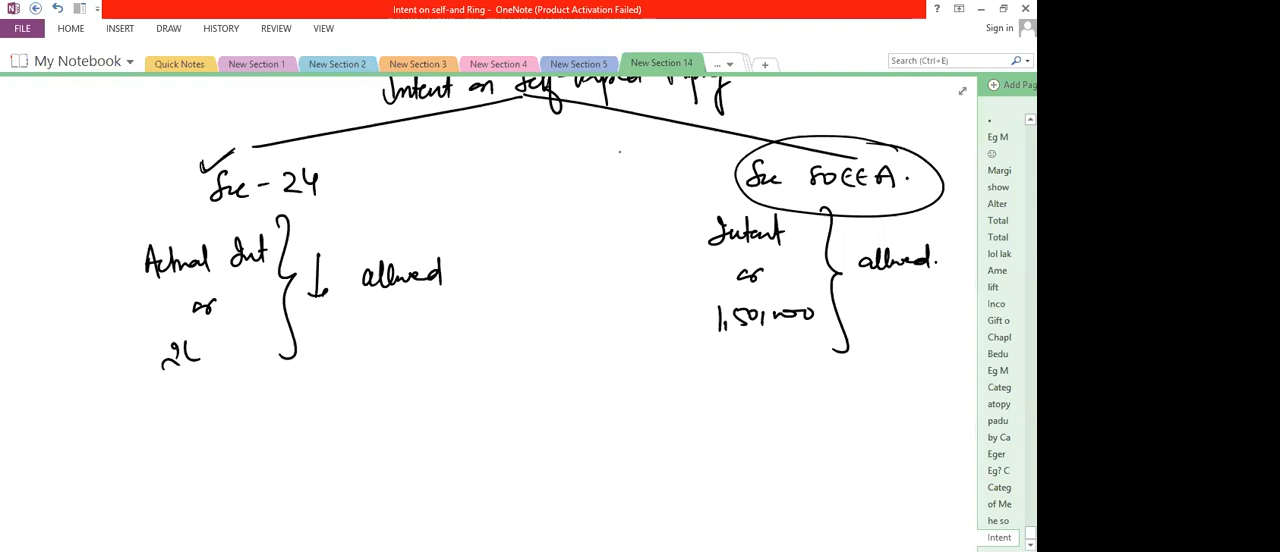 Intent on self-and Ring - OneNote (Product Activation Failed)
FILE HOME INSERT DRAW HISTORY REVIEW VIEW
Sign in
My Notebook
Quick Notes New Section 1 New Section 2 New Section 3 New Section 4 New Section 5 New Section 14 ...
Search (Ctrl+E)
Add Pag
Intent on Self-
Sec - 24
Sec 80EEA.
Actual Int
or
2L
↓ allowed
Interest
or
1,50,000
allowed.
Eg M
Margi
show
Alter
Total
Total
lol lak
Ame
lift
Inco
Gift o
Chapl
Bedu
Eg M
Categ
atopy
padu
by Ca
Eger
Eg? C
Categ
of Me
he so
Intent